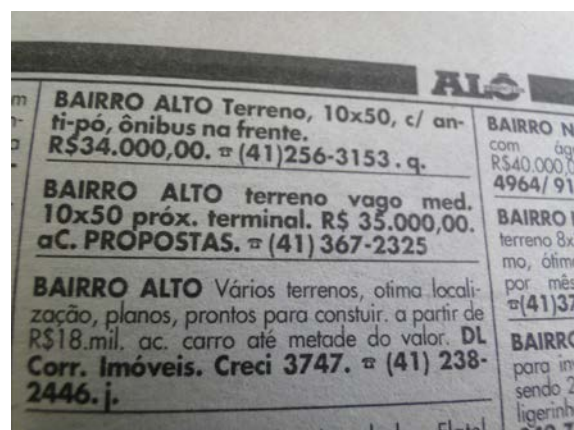 ALÔ
BAIRRO ALTO Terreno, 10x50, c/ an-
ti-pó, ônibus na frente.
R$34.000,00. ☎(41)256-3153. q.
BAIRRO ALTO terreno vago med.
10x50 próx. terminal. R$ 35.000,00.
aC. PROPOSTAS. ☎(41) 367-2325
BAIRRO ALTO Vários terrenos, otima locali-
zação, planos, prontos para constuir. a partir de
R$18.mil. ac. carro até metade do valor. DL
Corr. Imóveis. Creci 3747. ☎ (41) 238-
2446. j.
BAIRRO N
com
R$40.000,0
4964/ 91
BAIRRO
terreno 8x
mo, ótim
por mês
☎(41)37
BAIRRO
para in
sendo 2
ligeirinh